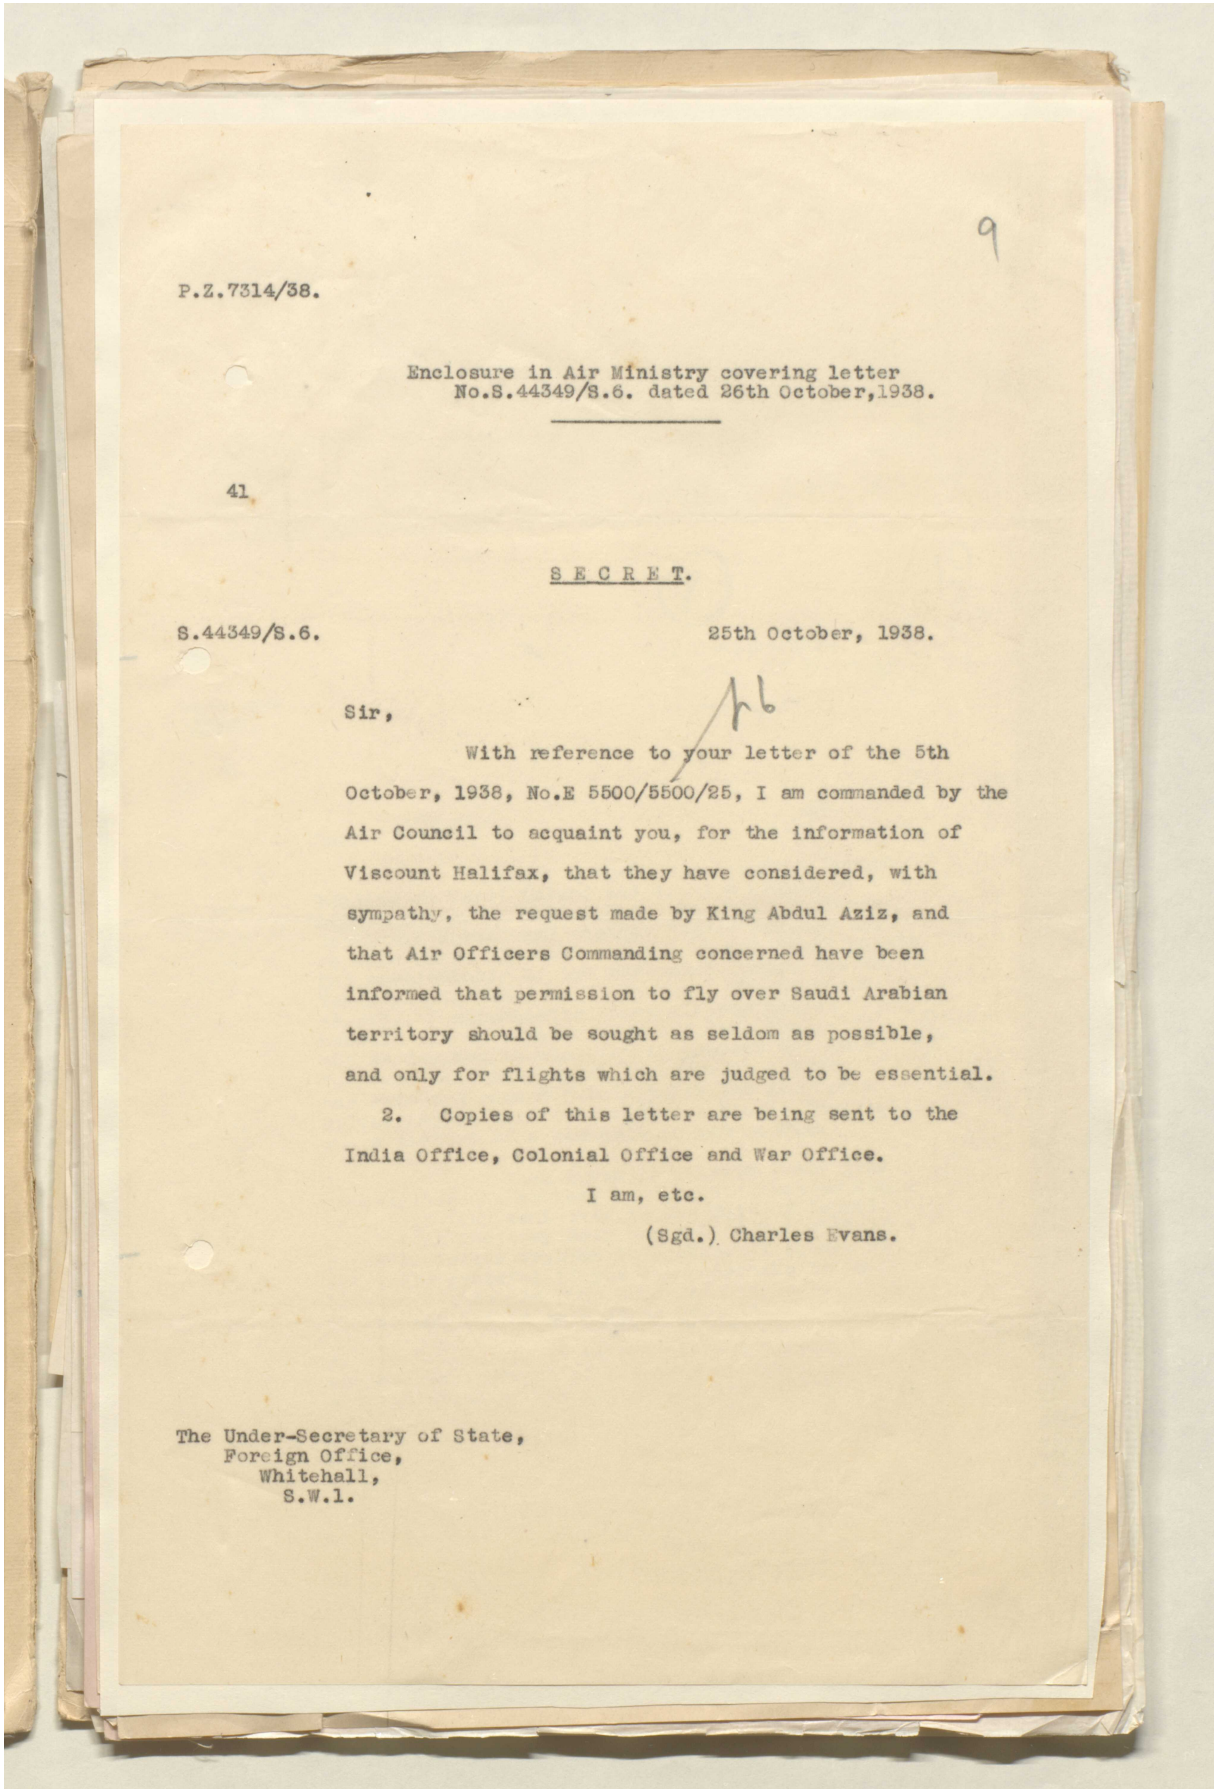 9
P.Z.7314/38.
Enclosure in Air Ministry covering letter
No.S.44349/S.6. dated 26th October,1938.
41
S E C R E T.
S.44349/S.6.
25th October, 1938.
Sir,
With reference to your letter of the 5th
October, 1938, No.E 5500/5500/25, I am commanded by the
Air Council to acquaint you, for the information of
Viscount Halifax, that they have considered, with
sympathy, the request made by King Abdul Aziz, and
that Air Officers Commanding concerned have been
informed that permission to fly over Saudi Arabian
territory should be sought as seldom as possible,
and only for flights which are judged to be essential.
2. Copies of this letter are being sent to the
India Office, Colonial Office and War Office.
I am, etc.
(Sgd.) Charles Evans.
The Under-Secretary of State,
Foreign Office,
Whitehall,
S.W.1.